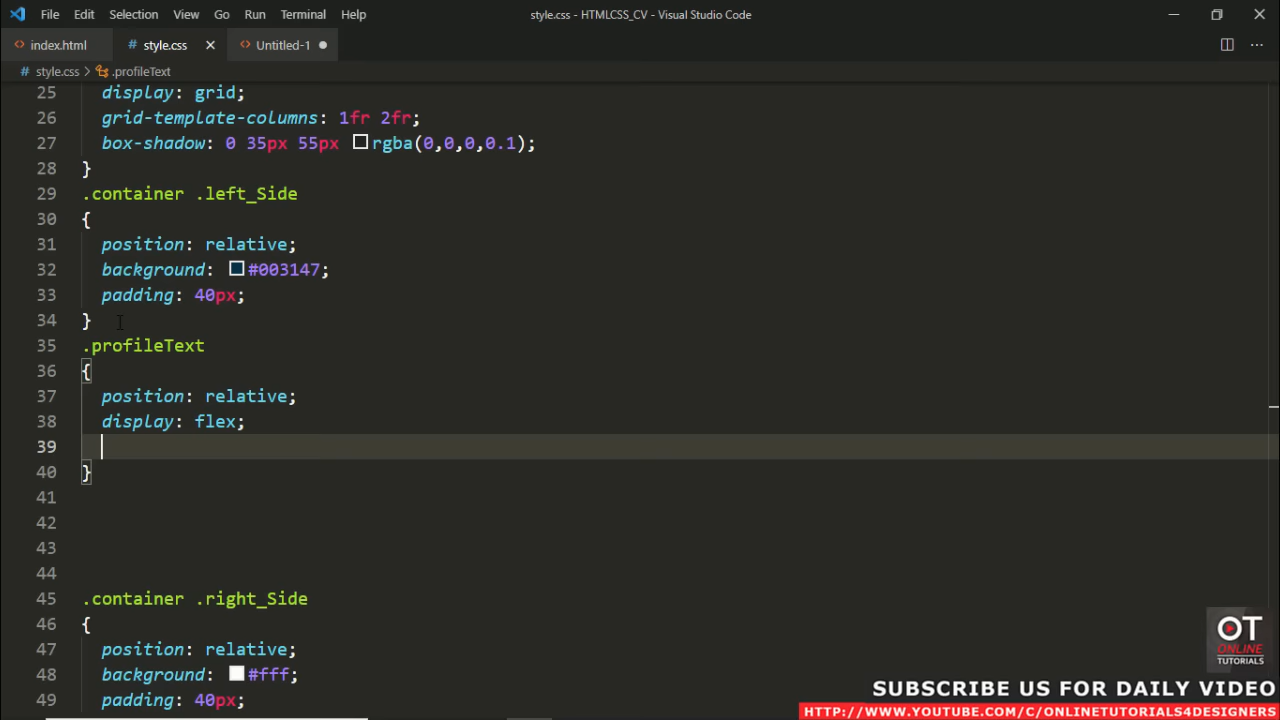 File Edit Selection View Go Run Terminal Help style.css - HTMLCSS_CV - Visual Studio Code
index.html # style.css Untitled-1
# style.css > .profileText
25 display: grid;
26 grid-template-columns: 1fr 2fr;
27 box-shadow: 0 35px 55px rgba(0,0,0,0.1);
28 }
29 .container .left_Side
30 {
31 position: relative;
32 background: #003147;
33 padding: 40px;
34 }
35 .profileText
36 {
37 position: relative;
38 display: flex;
39
40 }
41
42
43
44
45 .container .right_Side
46 {
47 position: relative;
48 background: #fff;
49 padding: 40px;
OT
ONLINE
TUTORIALS
SUBSCRIBE US FOR DAILY VIDEO
HTTP://WWW.YOUTUBE.COM/C/ONLINETUTORIALS4DESIGNERS